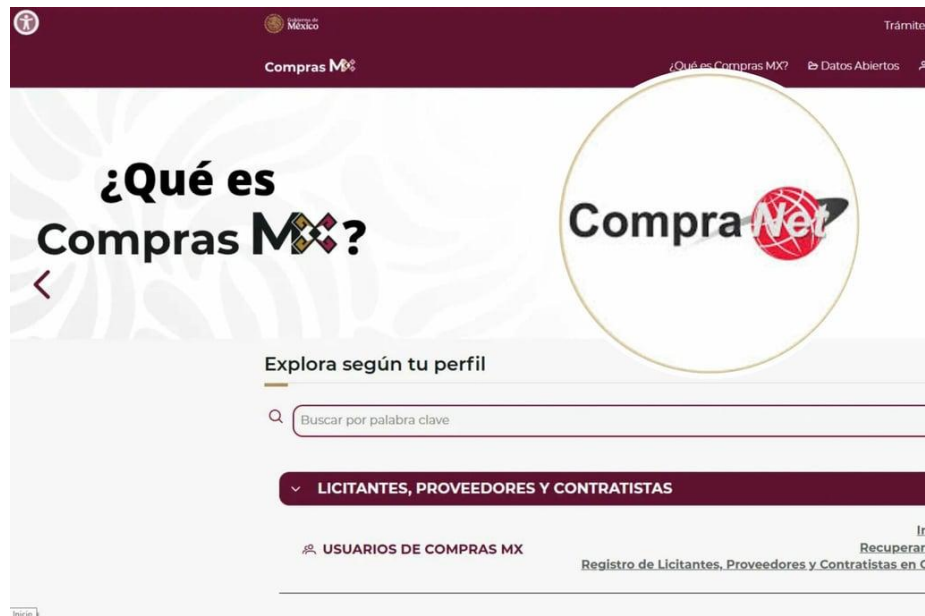 Gobierno de
México
Trámite
Compras MX
¿Qué es Compras MX?
Datos Abiertos
¿Qué es
Compras MX?
CompraNet
Explora según tu perfil
Buscar por palabra clave
LICITANTES, PROVEEDORES Y CONTRATISTAS
USUARIOS DE COMPRAS MX
Recuperar
Registro de Licitantes, Proveedores y Contratistas en
Inicio